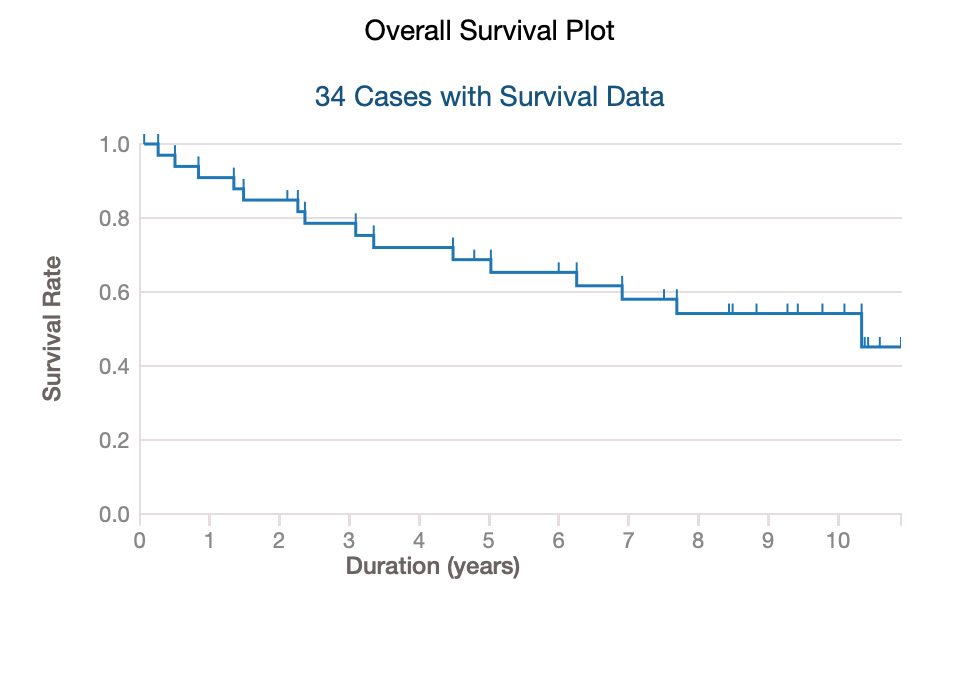 Overall Survival Plot
34 Cases with Survival Data
1.0
0.8
0.6
0.4
0.2
0.0
Survival Rate
0 1 2 3 4 5 6 7 8 9 10
Duration (years)